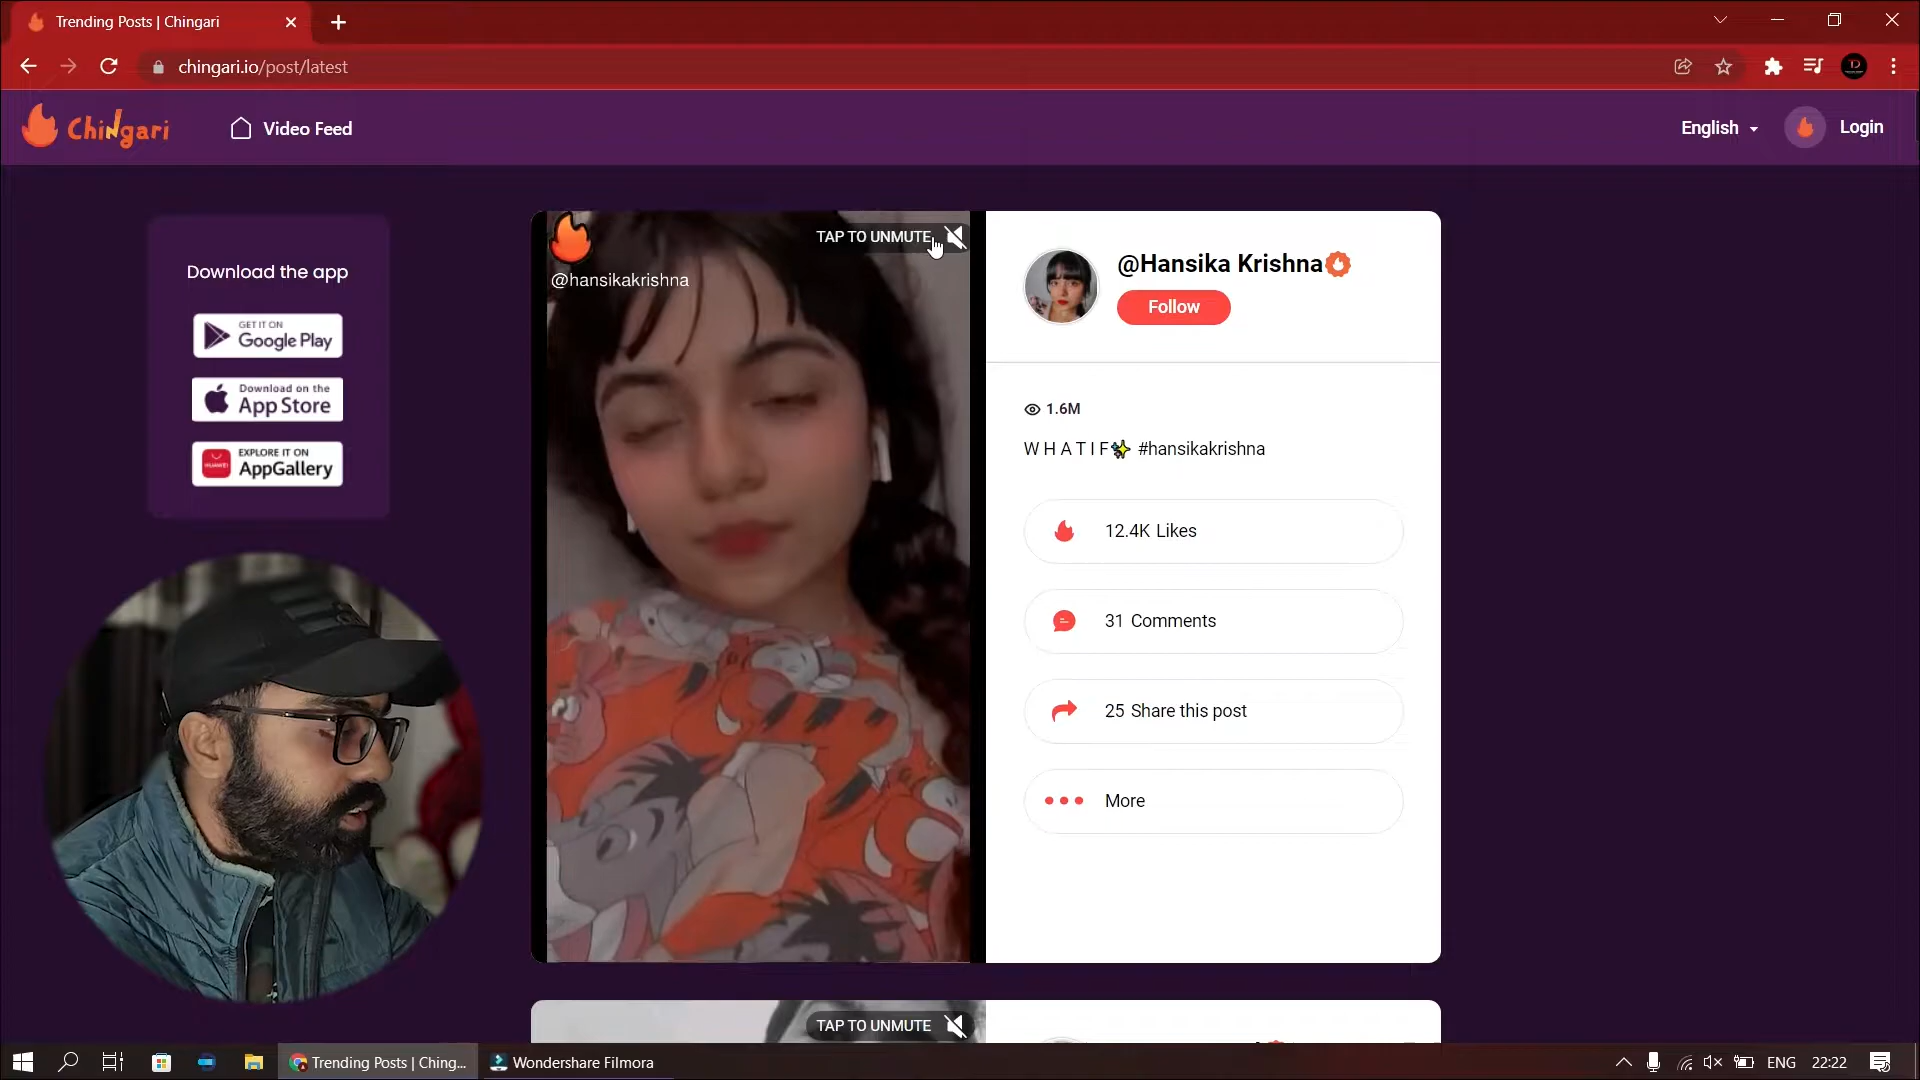 Trending Posts | Chingari
chingari.io/post/latest
Chingari
Video Feed
English
Login
Download the app
GET IT ON
Google Play
Download on the
App Store
HUAWEI
EXPLORE IT ON
AppGallery
TAP TO UNMUTE
@hansikakrishna
@Hansika Krishna
Follow
1.6M
W H A T I F✨ #hansikakrishna
12.4K Likes
31 Comments
25 Share this post
More
TAP TO UNMUTE
Trending Posts | Ching...
Wondershare Filmora
ENG
22:22